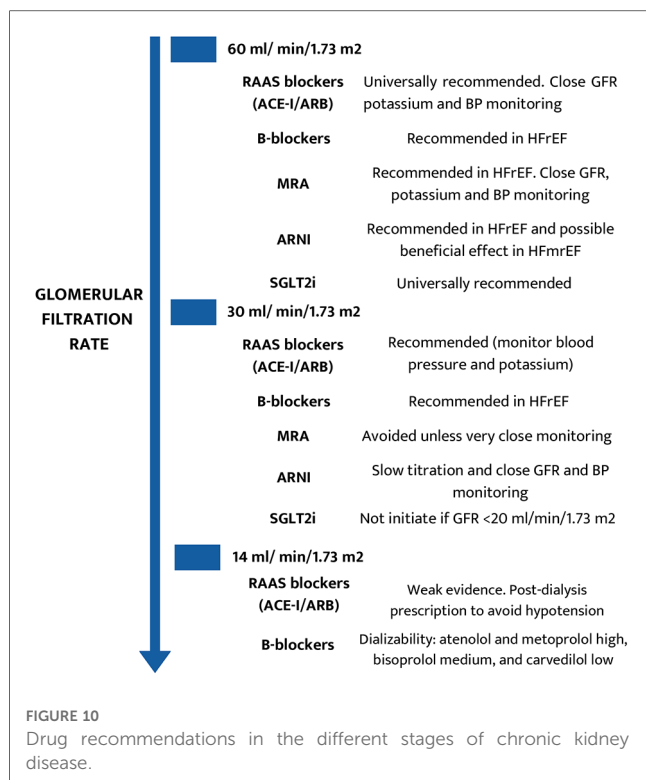 60 ml/ min/1.73 m2
RAAS blockers
(ACE-I/ARB)
Universally recommended. Close GFR
potassium and BP monitoring
B-blockers
Recommended in HFrEF
MRA
Recommended in HFrEF. Close GFR,
potassium and BP monitoring
ARNI
Recommended in HFrEF and possible
beneficial effect in HFmrEF
SGLT2i
Universally recommended
GLOMERULAR
FILTRATION
RATE
30 ml/ min/1.73 m2
RAAS blockers
(ACE-I/ARB)
Recommended (monitor blood
pressure and potassium)
B-blockers
Recommended in HFrEF
MRA
Avoided unless very close monitoring
ARNI
Slow titration and close GFR and BP
monitoring
SGLT2i
Not initiate if GFR <20 ml/min/1.73 m2
14 ml/ min/1.73 m2
RAAS blockers
(ACE-I/ARB)
Weak evidence. Post-dialysis
prescription to avoid hypotension
B-blockers
Dializability: atenolol and metoprolol high,
bisoprolol medium, and carvedilol low
FIGURE 10
Drug recommendations in the different stages of chronic kidney
disease.